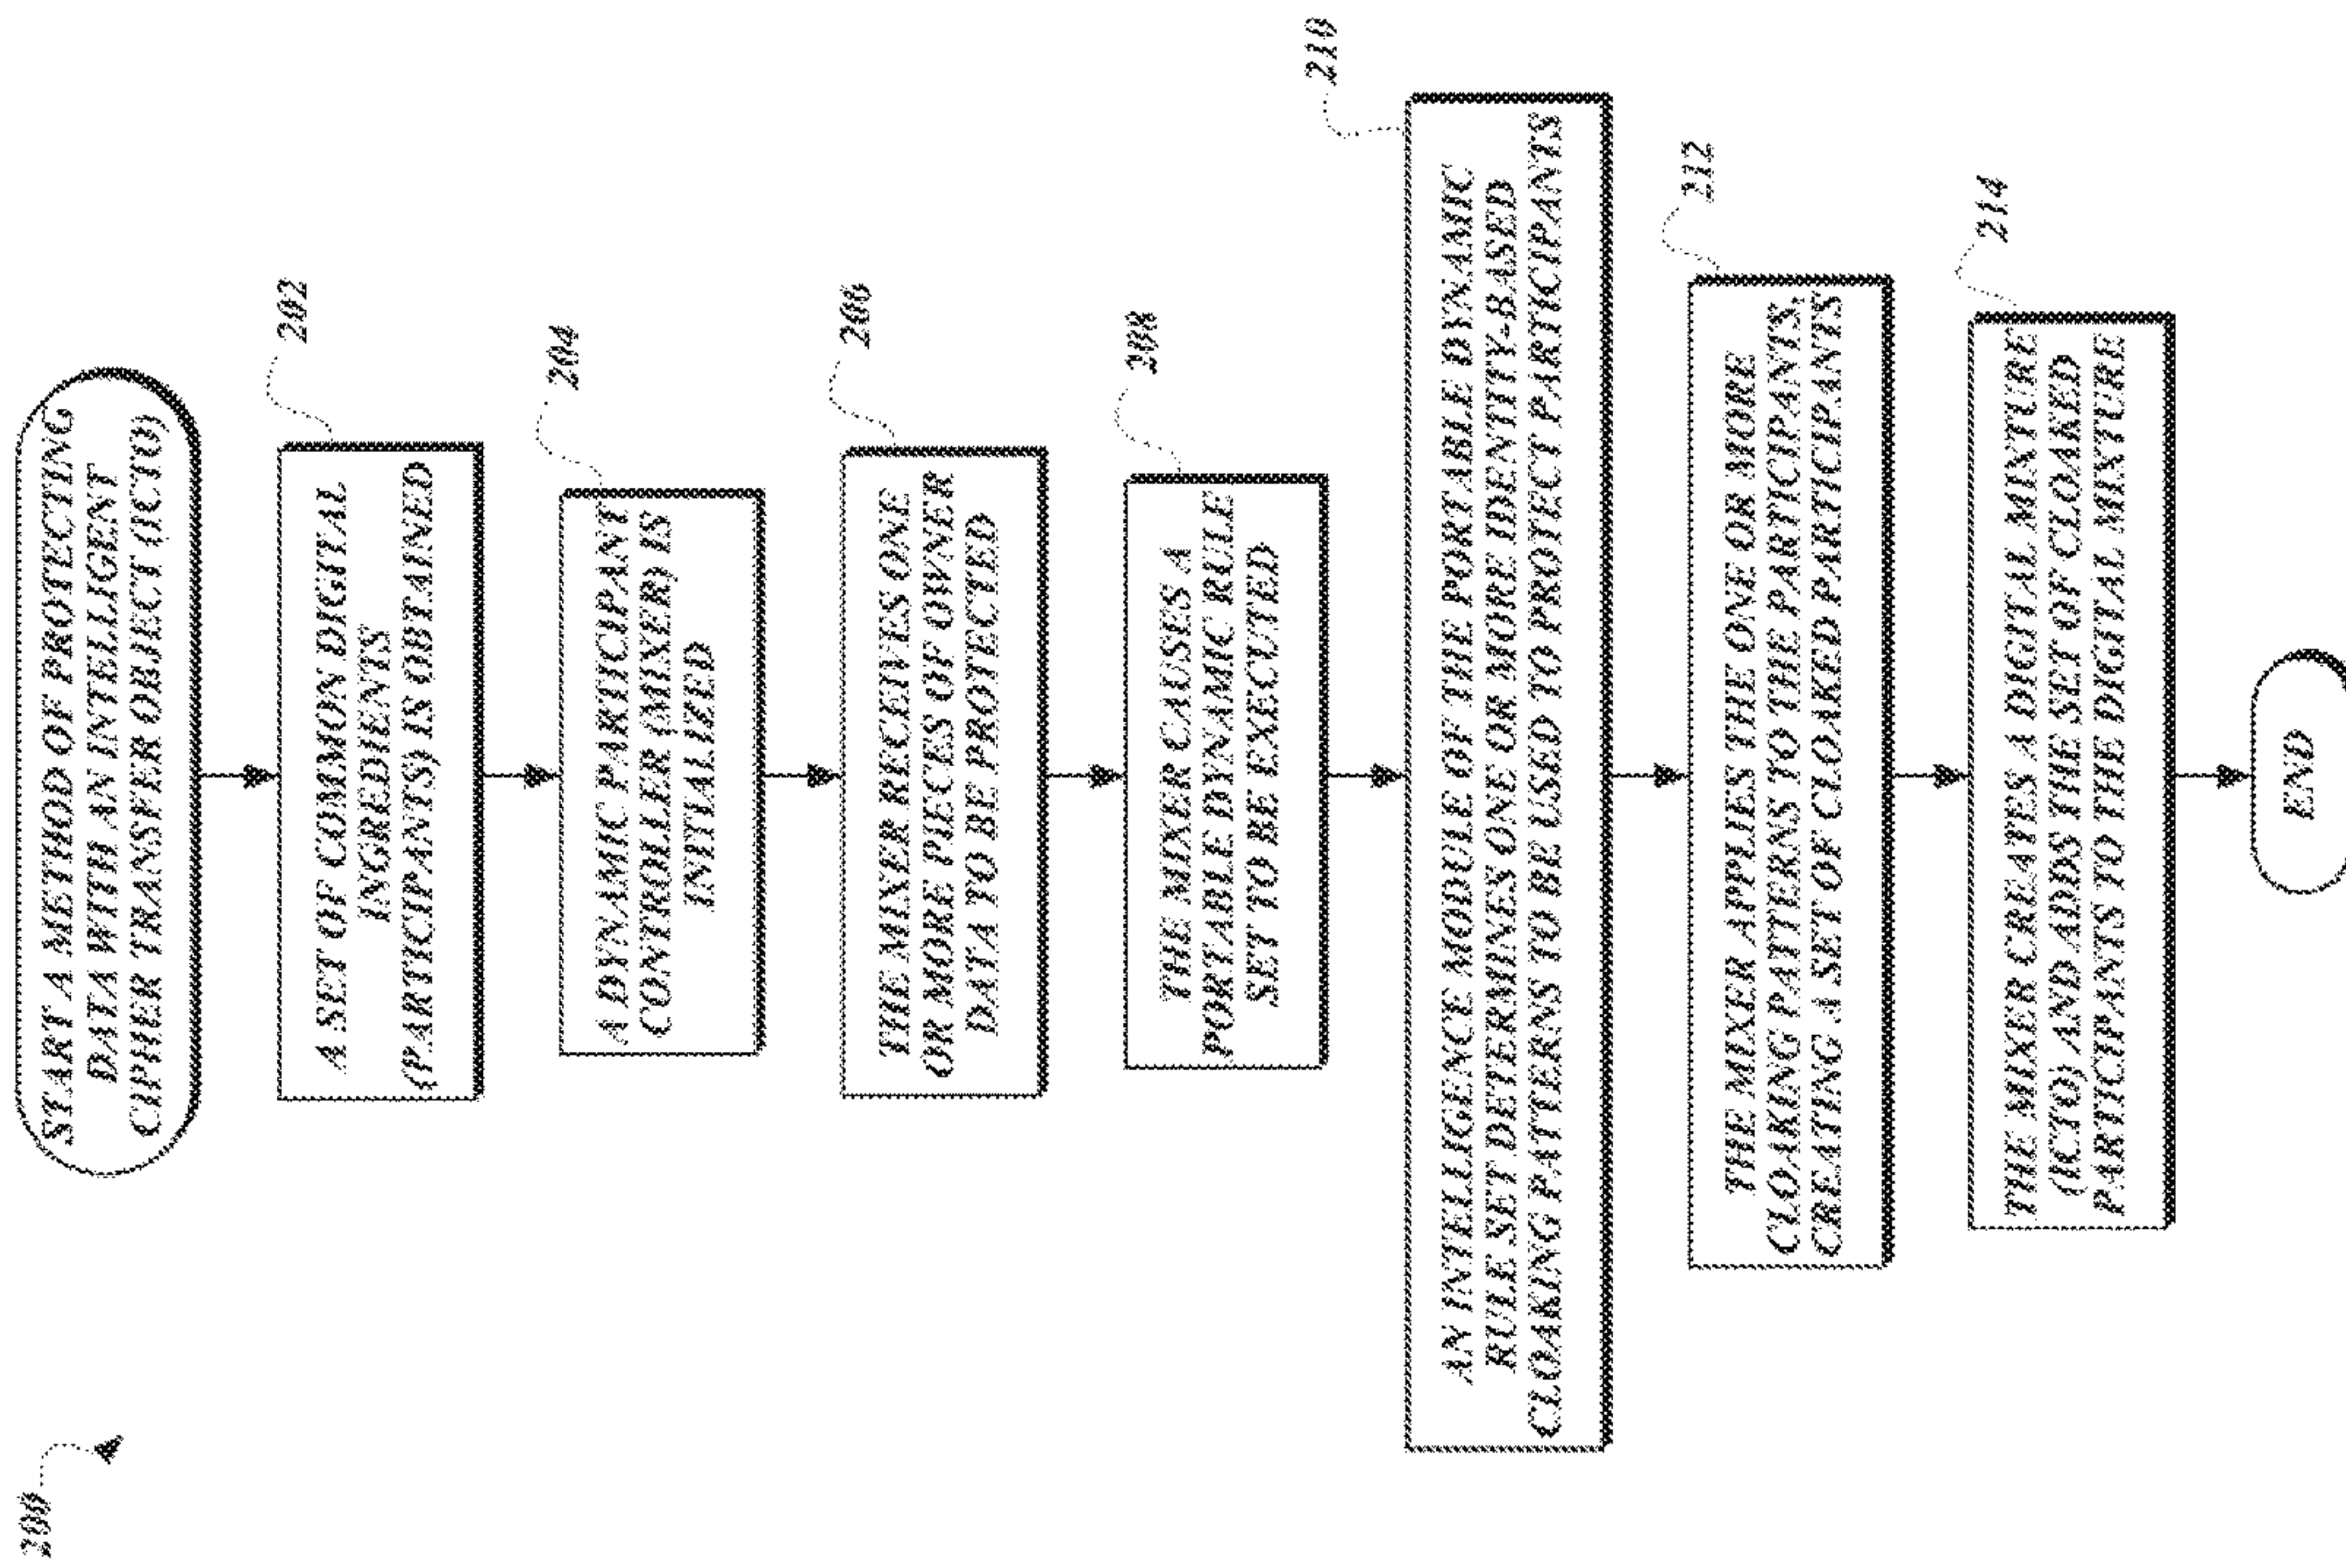 200
START A METHOD OF PROTECTING
DATA WITH AN INTELLIGENT
CIPHER TRANSFER OBJECT (ICTO)
202
A SET OF COMMON DIGITAL
INGREDIENTS
(PARTICIPANTS) IS OBTAINED
204
A DYNAMIC PARTICIPANT
CONTROLLER (MIXER) IS
INITIALIZED
206
THE MIXER RECEIVES ONE
OR MORE PIECES OF OWNER
DATA TO BE PROTECTED
208
THE MIXER CAUSES A
PORTABLE DYNAMIC RULE
SET TO BE EXECUTED
210
AN INTELLIGENCE MODULE OF THE PORTABLE DYNAMIC
RULE SET DETERMINES ONE OR MORE IDENTITY-BASED
CLOAKING PATTERNS TO BE USED TO PROTECT PARTICIPANTS
212
THE MIXER APPLIES THE ONE OR MORE
CLOAKING PATTERNS TO THE PARTICIPANTS,
CREATING A SET OF CLOAKED PARTICIPANTS
214
THE MIXER CREATES A DIGITAL MIXTURE
(ICTO) AND ADDS THE SET OF CLOAKED
PARTICIPANTS TO THE DIGITAL MIXTURE
END